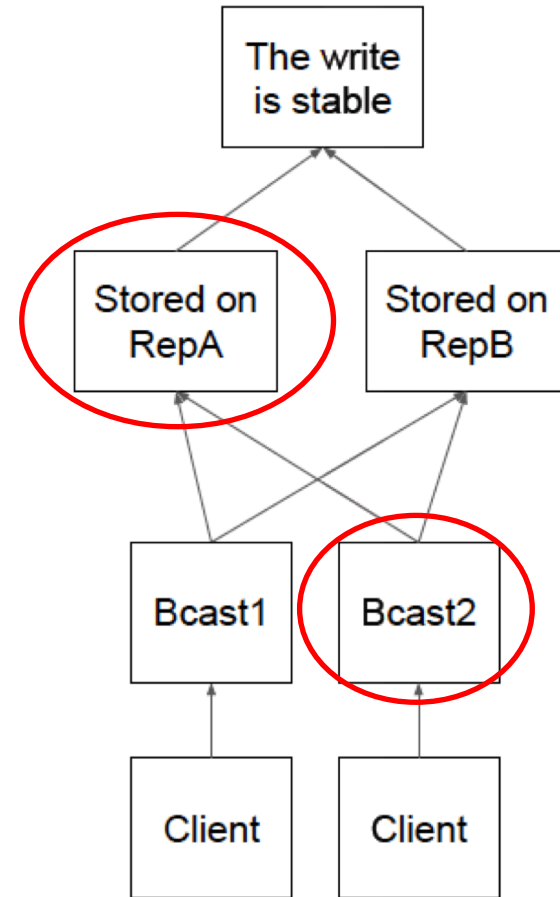 The write
is stable
Stored on
RepA
Stored on
RepB
Bcast1
Bcast2
Client
Client